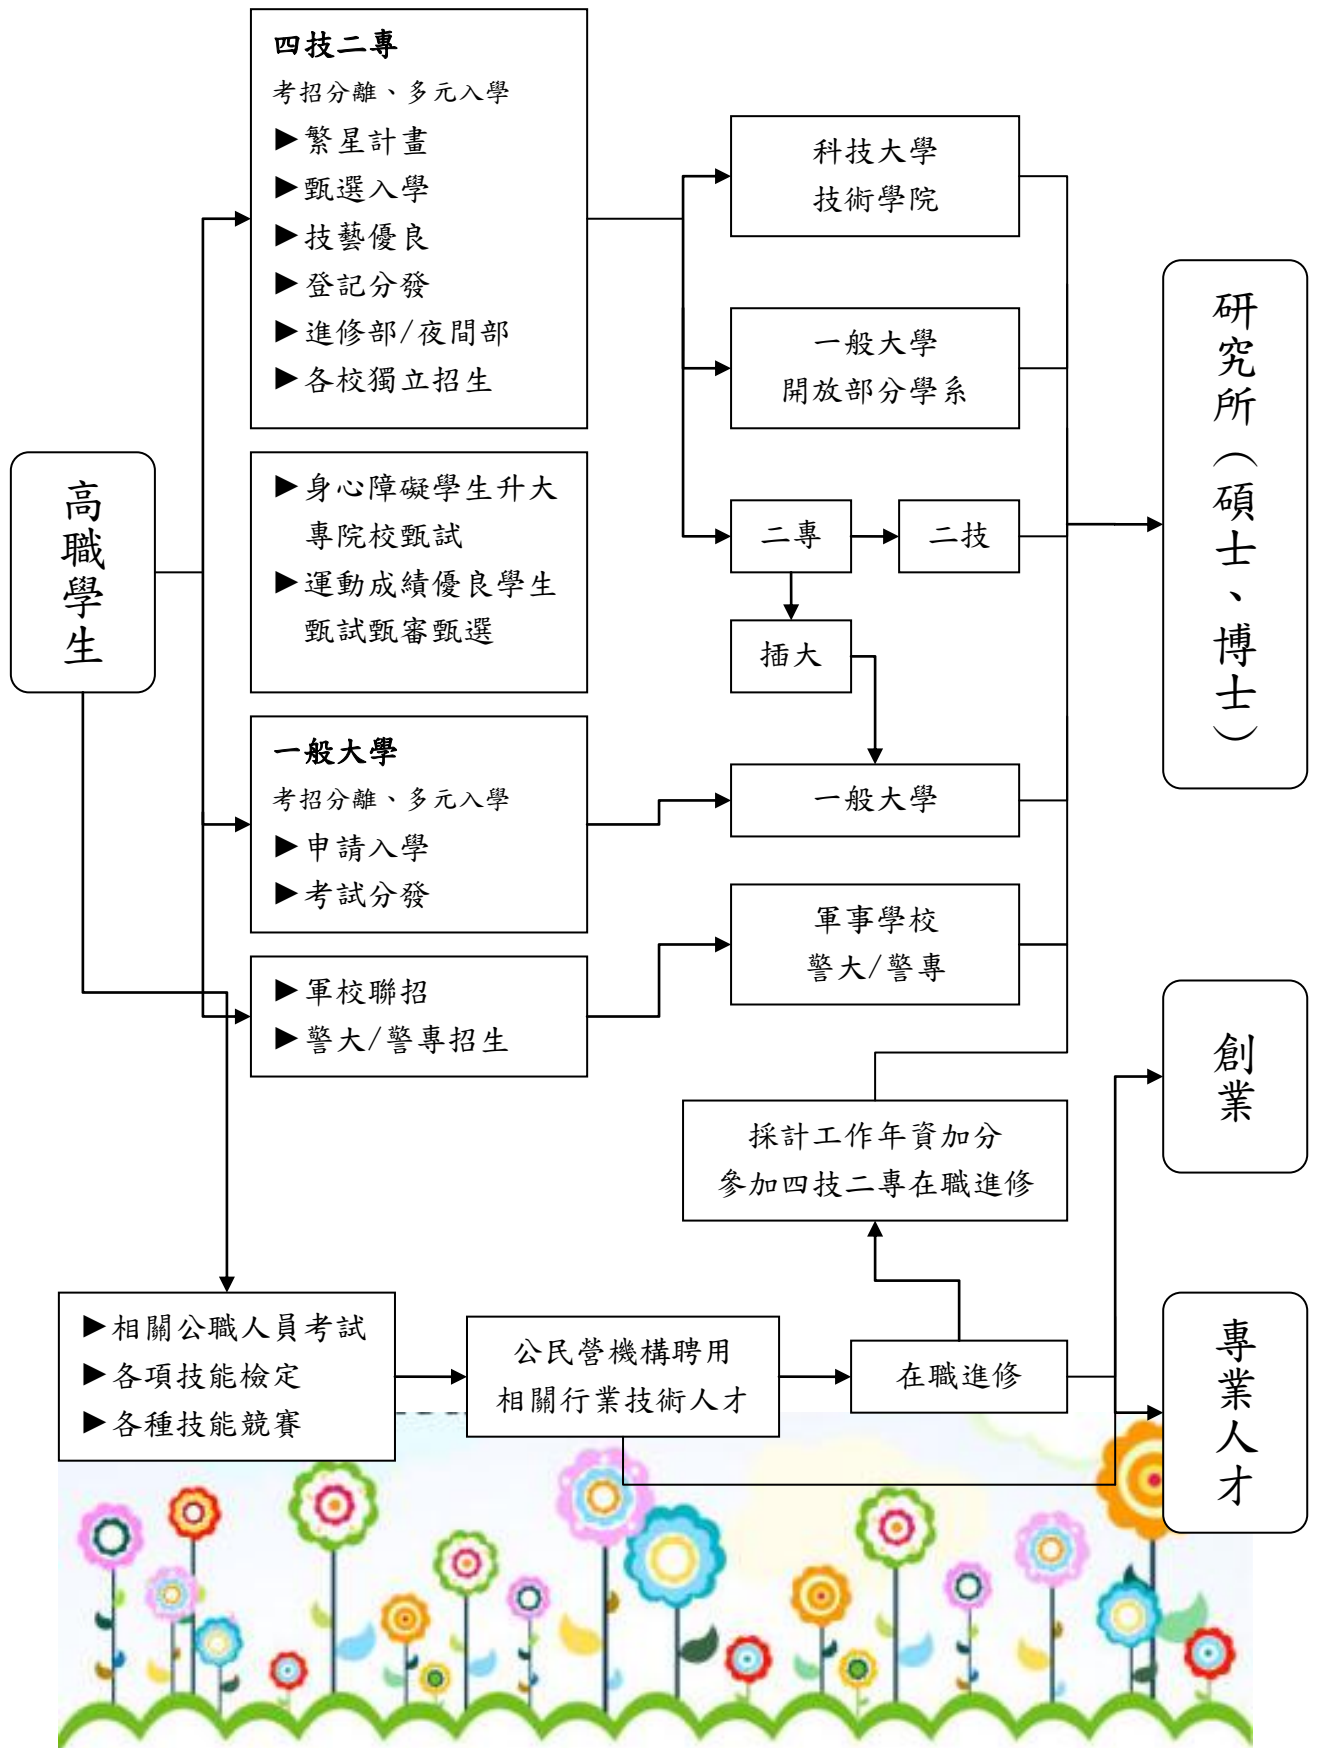 高職學生
四技二專
考招分離、多元入學
►繁星計畫
►甄選入學
►技藝優良
►登記分發
►進修部/夜間部
►各校獨立招生
►身心障礙學生升大
專院校甄試
►運動成績優良學生
甄試甄審甄選
一般大學
考招分離、多元入學
►申請入學
►考試分發
►軍校聯招
►警大/警專招生
科技大學
技術學院
一般大學
開放部分學系
二專
二技
插大
一般大學
軍事學校
警大/警專
研究所（碩士、博士）
採計工作年資加分
參加四技二專在職進修
創業
►相關公職人員考試
►各項技能檢定
►各種技能競賽
公民營機構聘用
相關行業技術人才
在職進修
專業人才